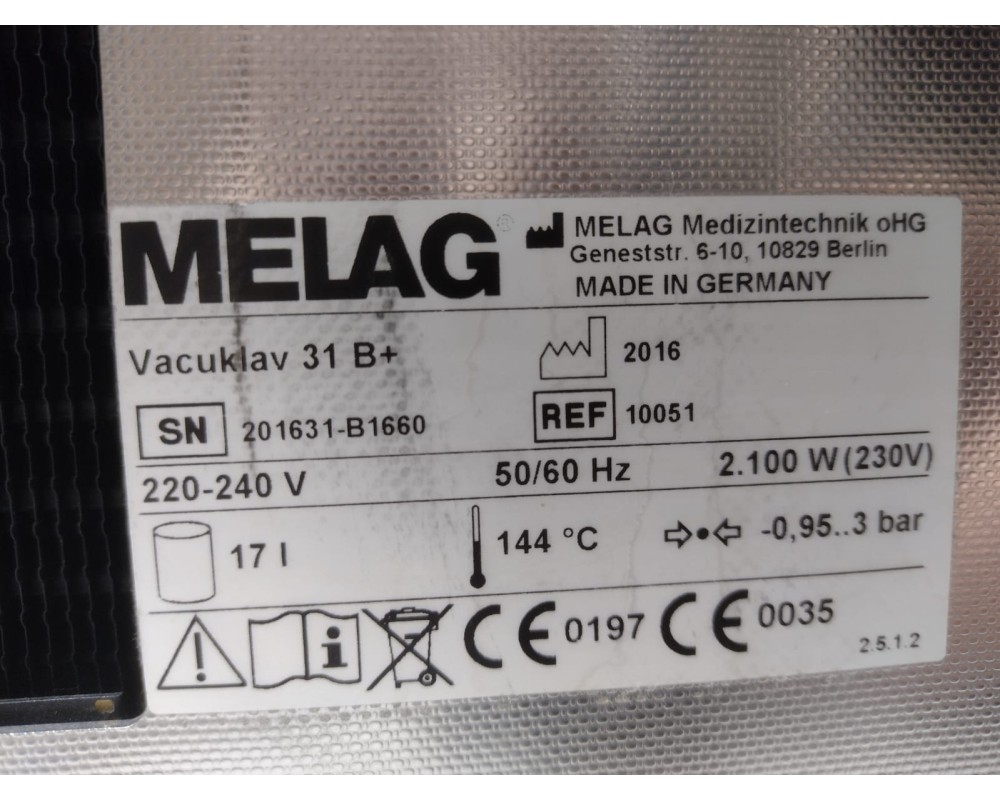 MELAG®
MELAG Medizintechnik oHG
Geneststr. 6-10, 10829 Berlin
MADE IN GERMANY
Vacuklav 31 B+
2016
SN 201631-B1660
REF 10051
220-240 V 50/60 Hz 2.100 W (230V)
17 l 144 °C -0,95..3 bar
CE 0197 CE 0035
2.5.1.2